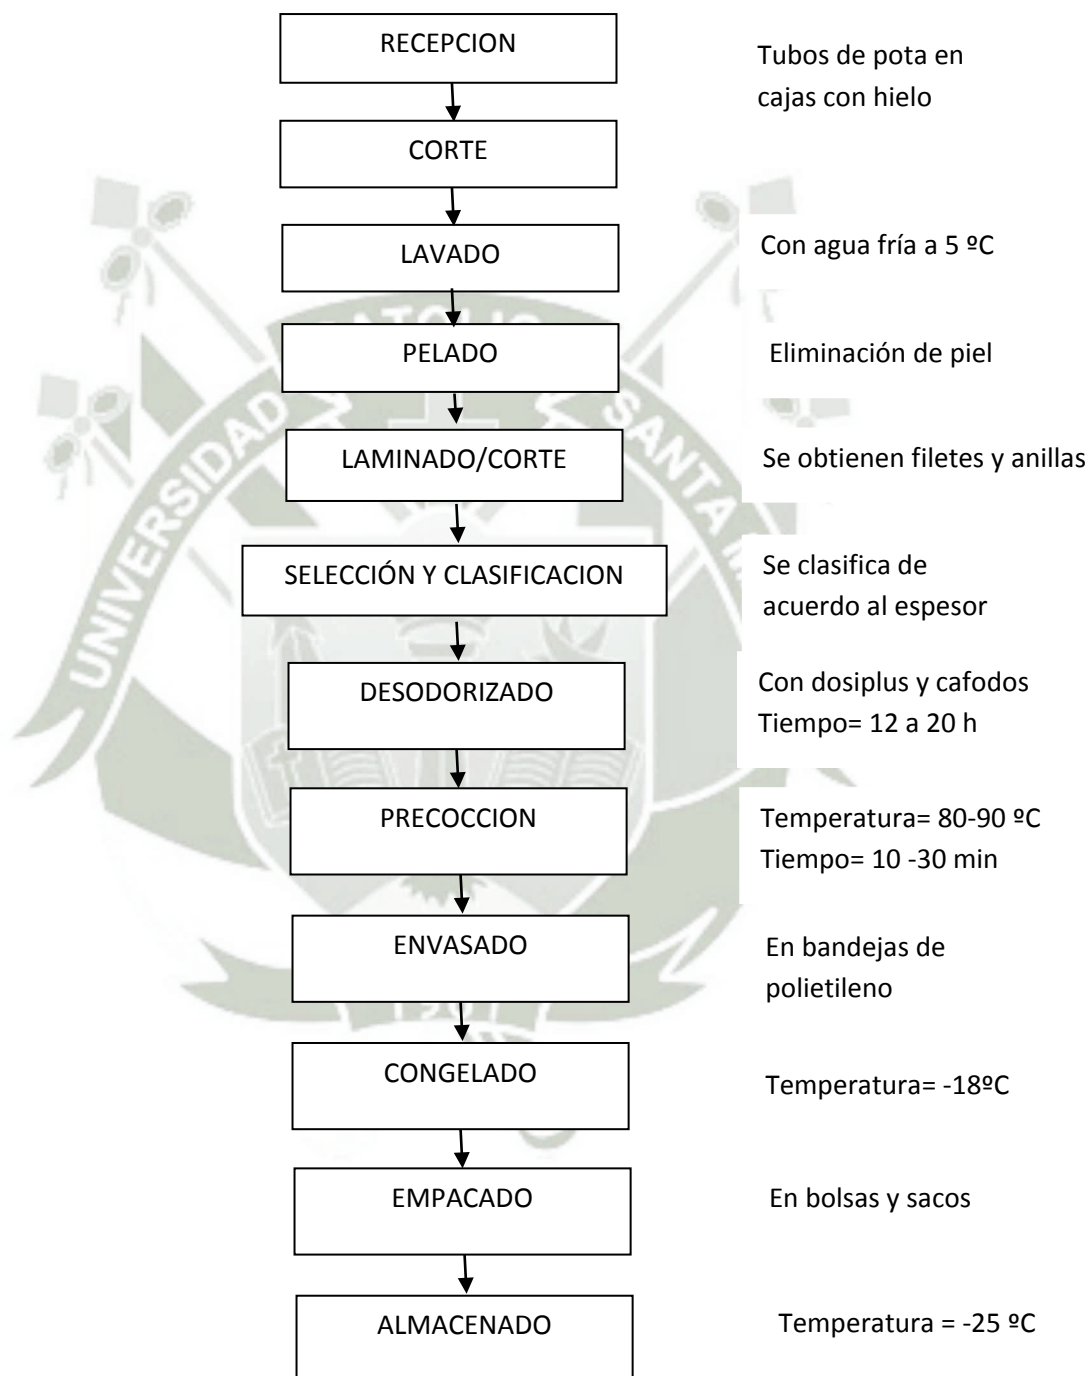 RECEPCION
Tubos de pota en
cajas con hielo
CORTE
LAVADO
Con agua fría a 5 ºC
PELADO
Eliminación de piel
LAMINADO/CORTE
Se obtienen filetes y anillas
SELECCIÓN Y CLASIFICACION
Se clasifica de
acuerdo al espesor
DESODORIZADO
Con dosiplus y cafodos
Tiempo= 12 a 20 h
PRECOCCION
Temperatura= 80-90 ºC
Tiempo= 10 -30 min
ENVASADO
En bandejas de
polietileno
CONGELADO
Temperatura= -18ºC
EMPACADO
En bolsas y sacos
ALMACENADO
Temperatura = -25 ºC
UNIVERSIDAD
SANTA